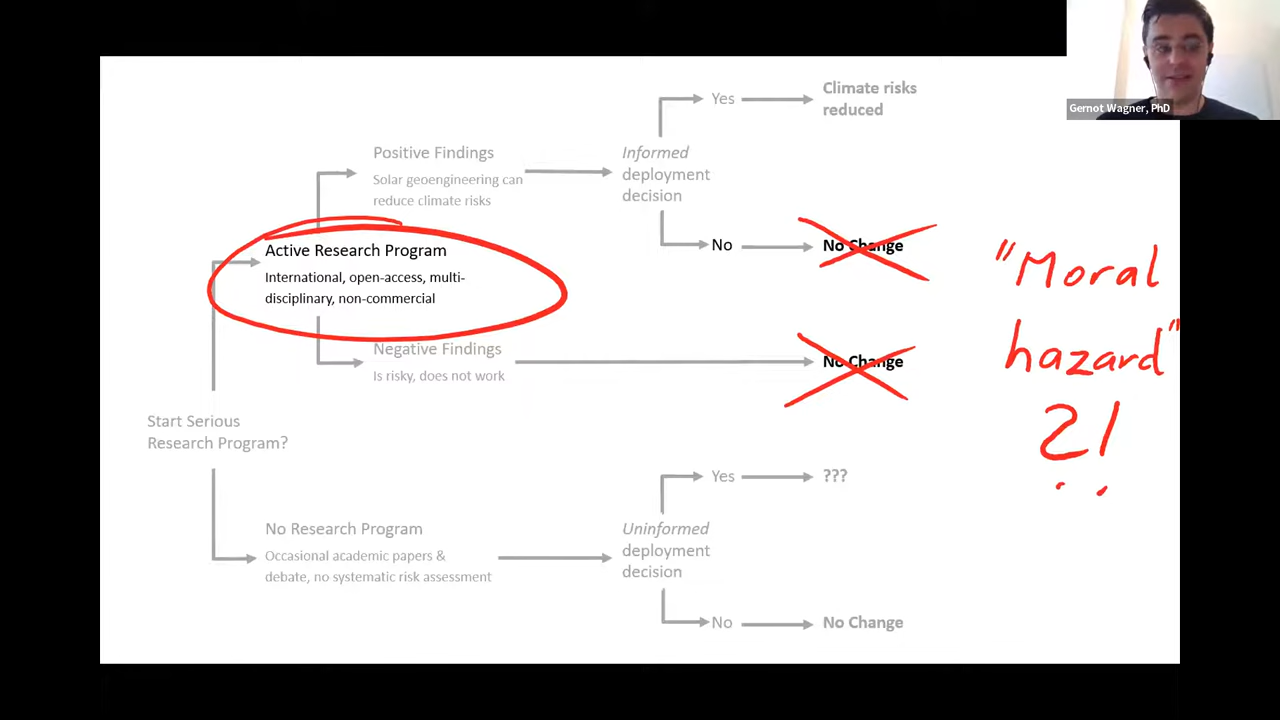 Gernot Wagner, PhD
Yes
Climate risks
reduced
Positive Findings
Solar geoengineering can
reduce climate risks
Informed
deployment
decision
No
No Change
Active Research Program
International, open-access, multi-
disciplinary, non-commercial
Negative Findings
Is risky, does not work
No Change
"Moral
hazard"
?!
Start Serious
Research Program?
Yes
???
No Research Program
Occasional academic papers &
debate, no systematic risk assessment
Uninformed
deployment
decision
No
No Change